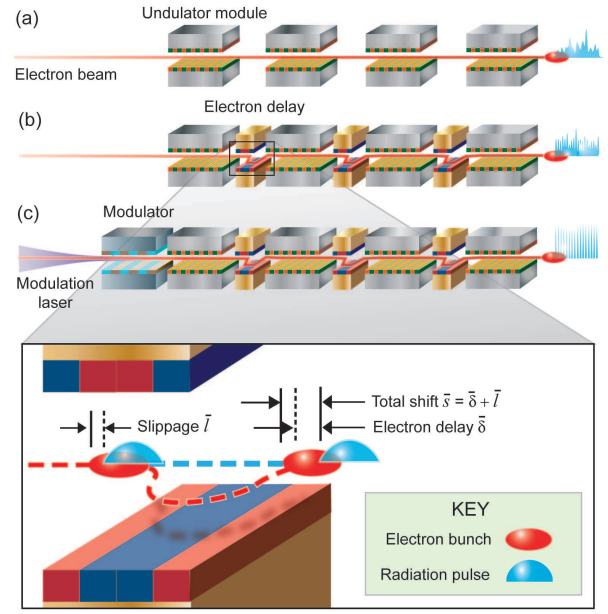 Undulator module
(a)
Electron beam
Electron delay
(b)
(c)
Modulator
Modulation
laser
Slippage l̄
Total shift s̄ = δ̄ + l̄
Electron delay δ̄
KEY
Electron bunch
Radiation pulse